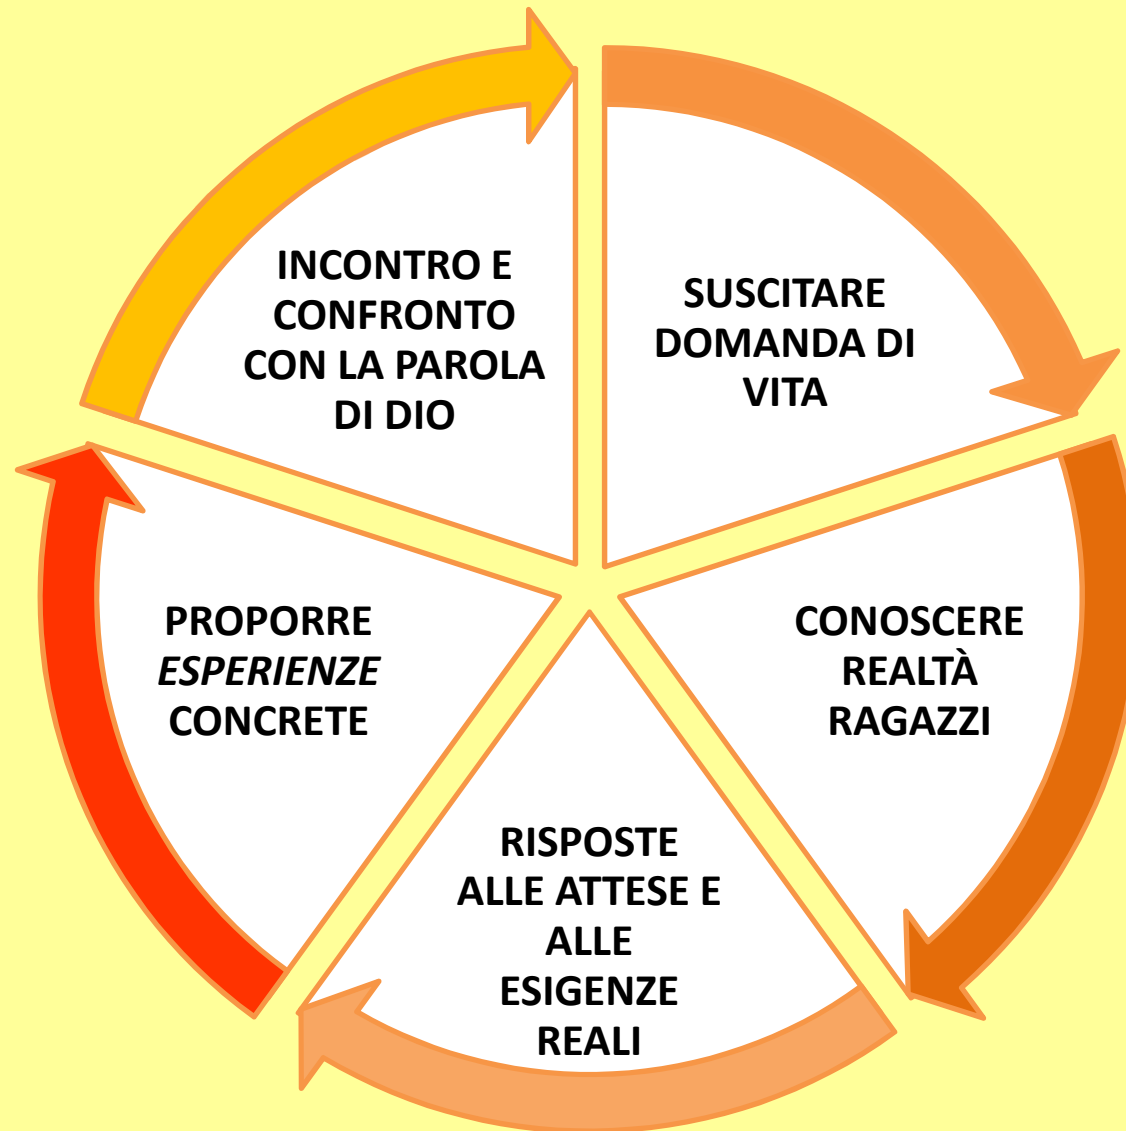 INCONTRO E
CONFRONTO
CON LA PAROLA
DI DIO
SUSCITARE
DOMANDA DI
VITA
CONOSCERE
REALTÀ
RAGAZZI
RISPOSTE
ALLE ATTESE E
ALLE
ESIGENZE
REALI
PROPORRE
ESPERIENZE
CONCRETE